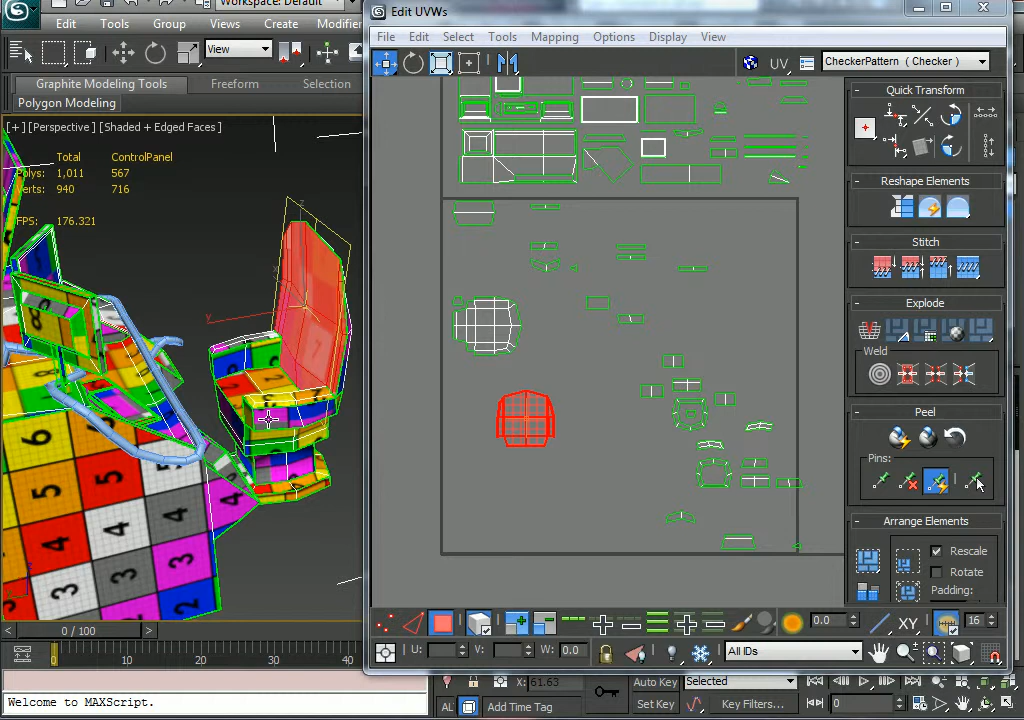 Workspace: Default
Edit UVWs
Edit
Tools
Group
Views
Create
Modifier
File
Edit
Select
Tools
Mapping
Options
Display
View
View
UV
CheckerPattern ( Checker )
Graphite Modeling Tools
Freeform
Selection
Polygon Modeling
Quick Transform
[+] [Perspective] [Shaded + Edged Faces]
Total
ControlPanel
Polys:
1,011
567
Verts:
940
716
FPS:
176.321
Reshape Elements
Stitch
Explode
Weld
Peel
Pins:
Arrange Elements
Rescale
Rotate
Padding:
0 / 100
0.0
XY
16
0
10
20
30
40
U:
V:
W:
0.0
All IDs
X:
61.63
Auto Key
Selected
Welcome to MAXScript.
AL
Add Time Tag
Set Key
Key Filters...
0